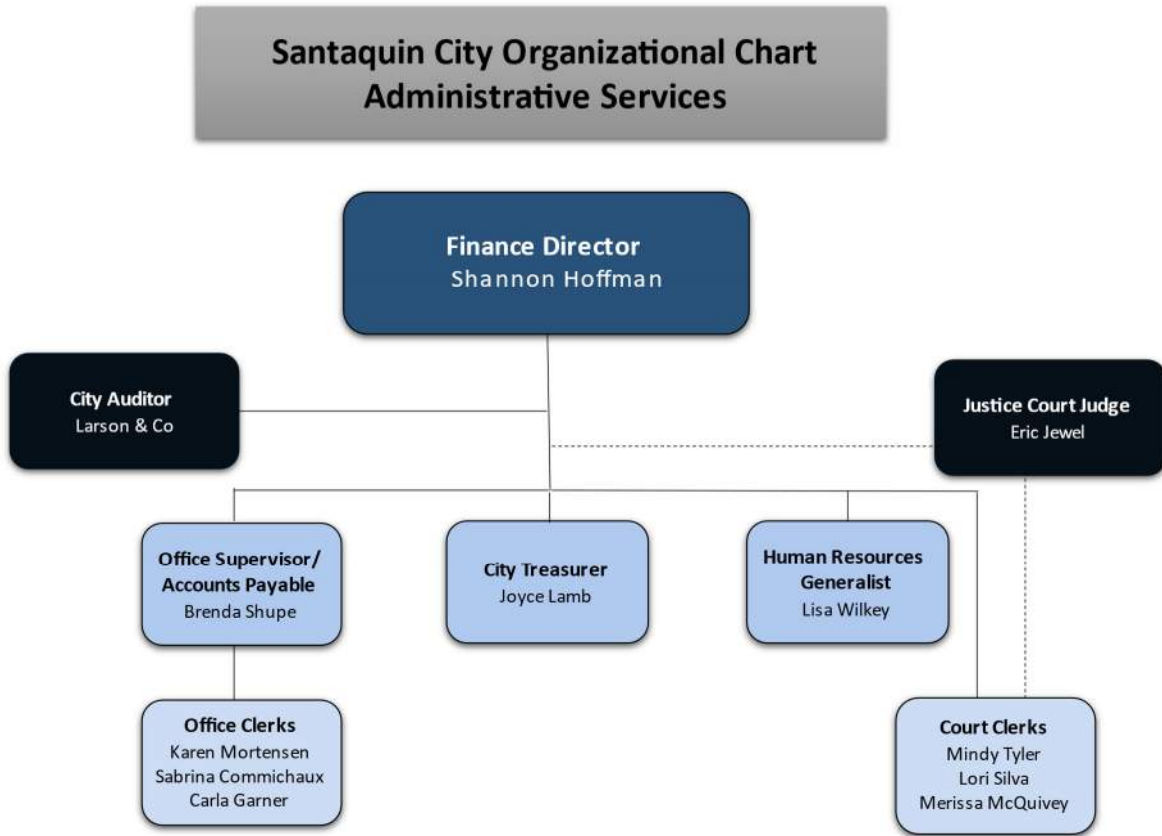 Santaquin City Organizational Chart
Administrative Services
Finance Director
Shannon Hoffman
City Auditor
Larson & Co
Justice Court Judge
Eric Jewel
Office Supervisor/
Accounts Payable
Brenda Shupe
City Treasurer
Joyce Lamb
Human Resources
Generalist
Lisa Wilkey
Office Clerks
Karen Mortensen
Sabrina Commichaux
Carla Garner
Court Clerks
Mindy Tyler
Lori Silva
Merissa McQuivey